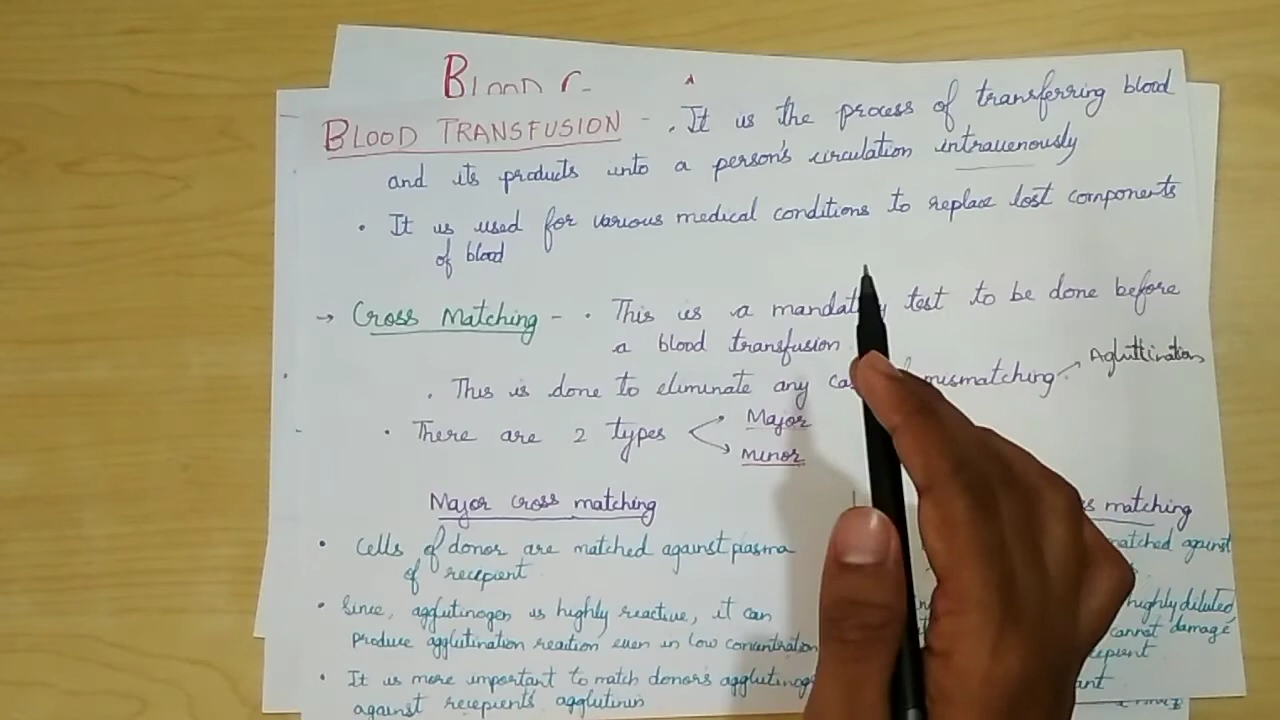 BLOOD TRANSFUSION - . It is the process of transferring blood
and its products into a person's circulation intravenously
• It is used for various medical conditions to replace lost components
of blood
→ Cross Matching - • This is a mandat test to be done before
a blood transfusion
• This is done to eliminate any mismatching Agluttination
• There are 2 types Major
Minor
Major cross matching
matching
• Cells of donor are matched against plasma
of recepient
matched against
• Since, agglutinogen is highly reactive, it can
produce agglutination reaction even in low concentration
highly diluted,
cannot damage
• It is more important to match donor's
against recepient's agglutinin